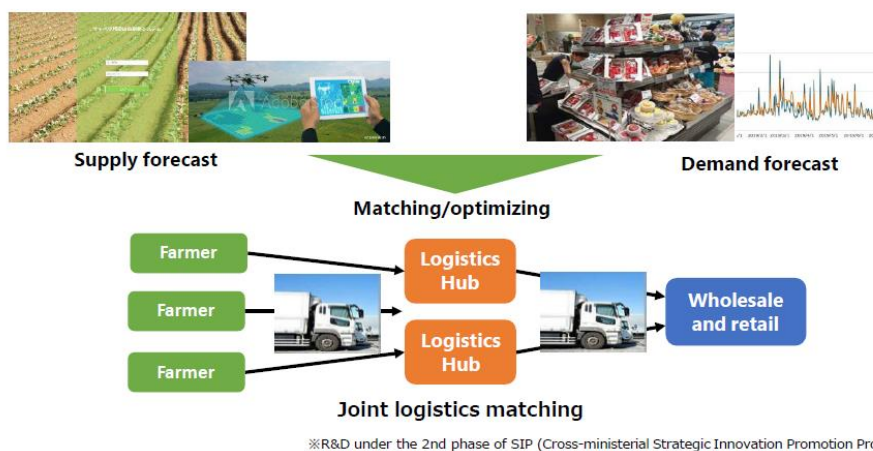 Supply forecast
Demand forecast
Matching/optimizing
Farmer
Farmer
Farmer
Logistics
Hub
Logistics
Hub
Wholesale
and retail
Joint logistics matching
※R&D under the 2nd phase of SIP (Cross-ministerial Strategic Innovation Promotion Pro